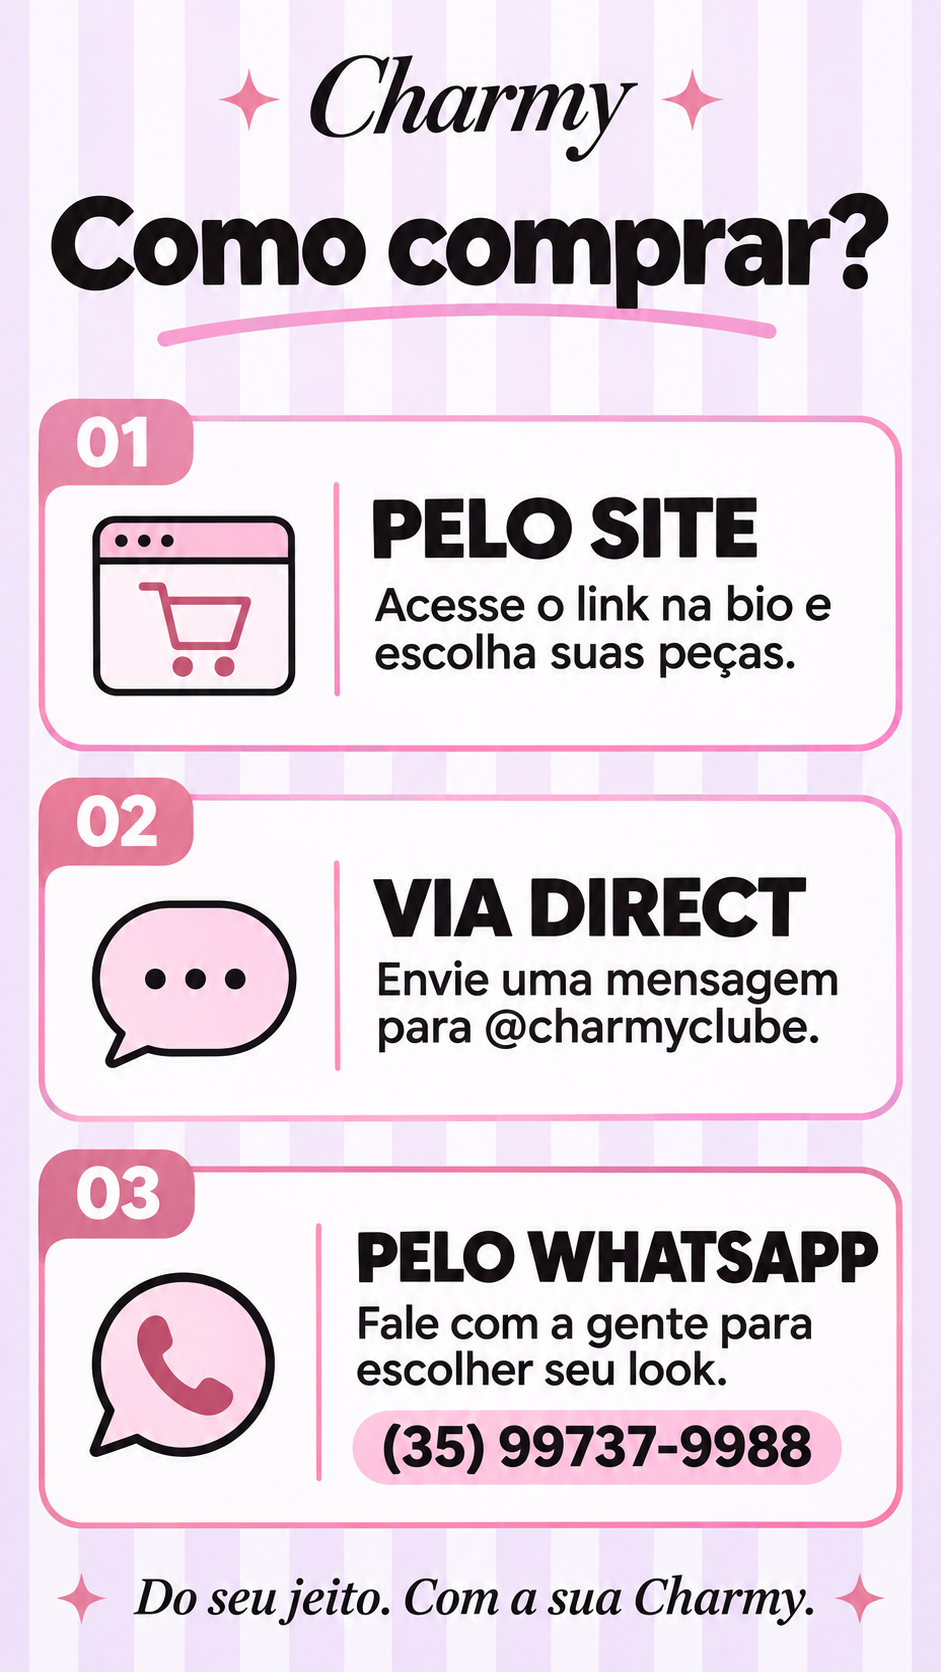 Charmy
Como comprar?
01
PELO SITE
Acesse o link na bio e
escolha suas peças.
02
VIA DIRECT
Envie uma mensagem
para @charmyclube.
03
PELO WHATSAPP
Fale com a gente para
escolher seu look.
(35) 99737-9988
Do seu jeito. Com a sua Charmy.